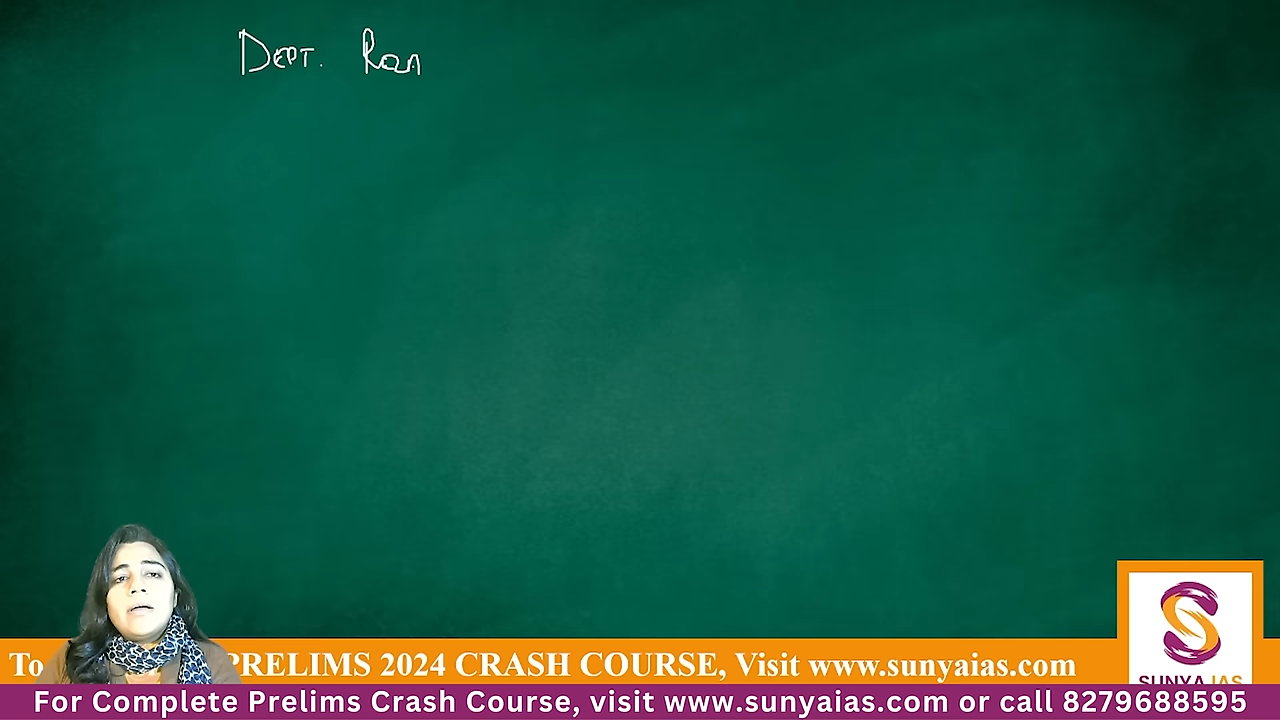 DEPT.
To PRELIMS 2024 CRASH COURSE, Visit www.sunyaias.com
SUNYA IAS
For Complete Prelims Crash Course, visit www.sunyaias.com or call 8279688595